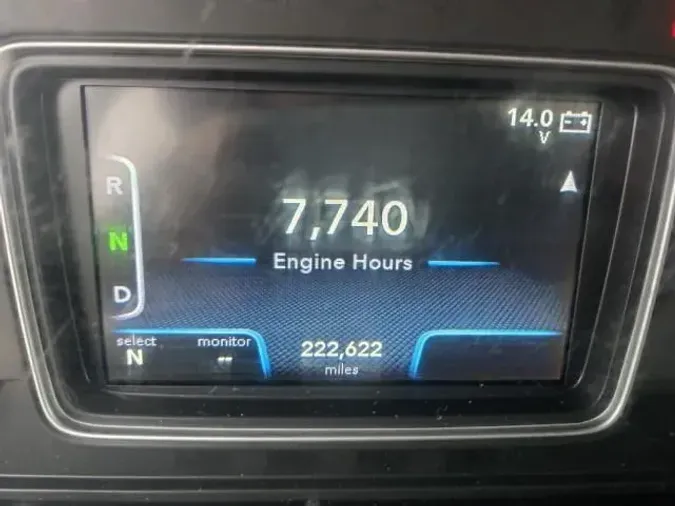 14.0
V
R
7,740
N
Engine Hours
D
select monitor
N --
222,622
miles